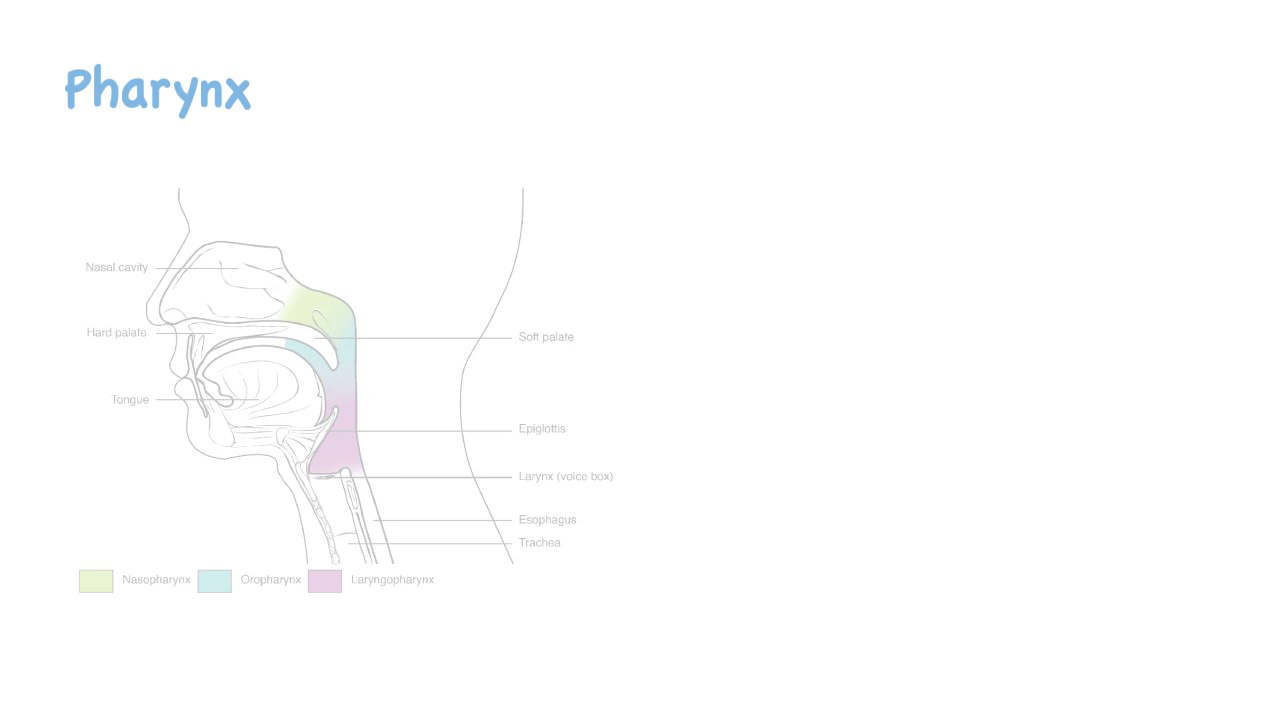 Pharynx
Nasal cavity
Hard palate
Soft palate
Tongue
Epiglottis
Larynx (voice box)
Esophagus
Trachea
Nasopharynx Oropharynx Laryngopharynx